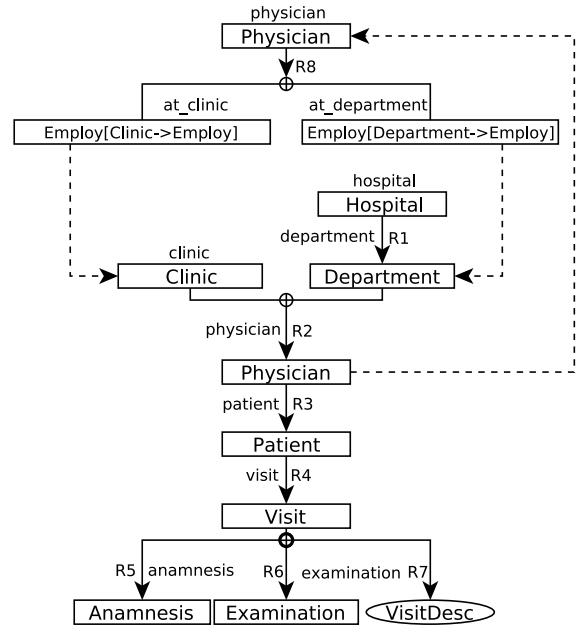 physician
Physician
R8
at_clinic
at_department
Employ[Clinic->Employ]
Employ[Department->Employ]
hospital
Hospital
department R1
clinic
Clinic
Department
physician R2
Physician
patient R3
Patient
visit R4
Visit
R5 anamnesis R6 examination R7
Anamnesis
Examination
VisitDesc